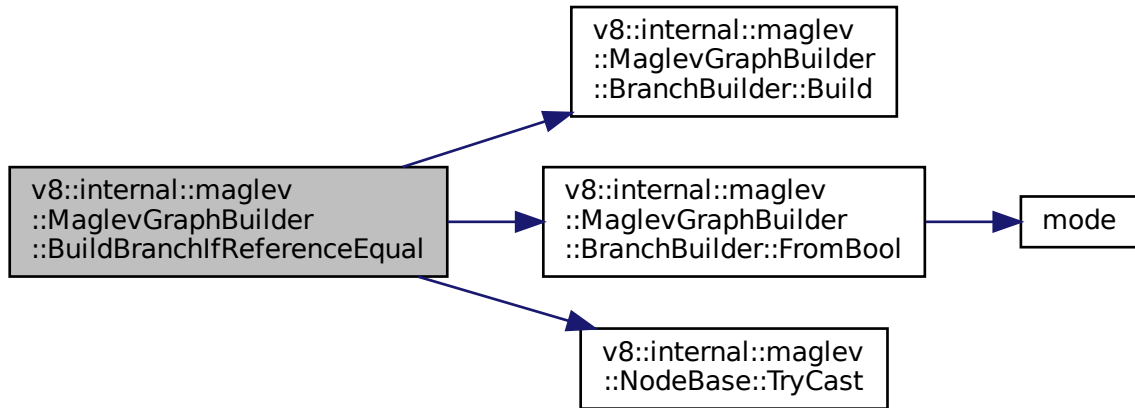 v8::internal::maglev
::MaglevGraphBuilder
::BuildBranchIfReferenceEqual
v8::internal::maglev
::MaglevGraphBuilder
::BranchBuilder::Build
v8::internal::maglev
::MaglevGraphBuilder
::BranchBuilder::FromBool
mode
v8::internal::maglev
::NodeBase::TryCast